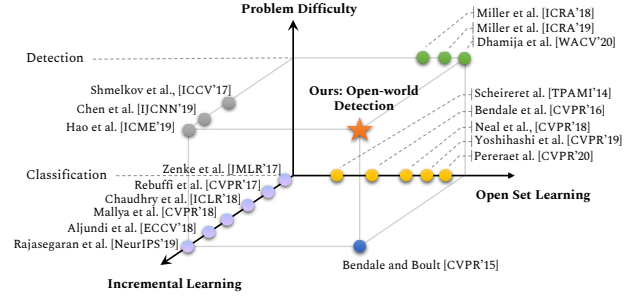 Problem Difficulty
Miller et al. [ICRA'18]
Miller et al. [ICRA'19]
Dhamija et al. [WACV'20]
Detection
Shmelkov et al., [ICCV'17]
Chen et al. [IJCNN'19]
Hao et al. [ICME'19]
Ours: Open-world
Detection
Scheireret al. [TPAMI'14]
Bendale et al. [CVPR'16]
Neal et al., [CVPR'18]
Yoshihashi et al. [CVPR'19]
Pereraet al. [CVPR'20]
Classification
Zenke et al. [JMLR'17]
Rebuffi et al. [CVPR'17]
Chaudhry et al. [ICLR'18]
Mallya et al. [CVPR'18]
Aljundi et al. [ECCV'18]
Rajasegaran et al. [NeurIPS'19]
Open Set Learning
Bendale and Boult [CVPR'15]
Incremental Learning